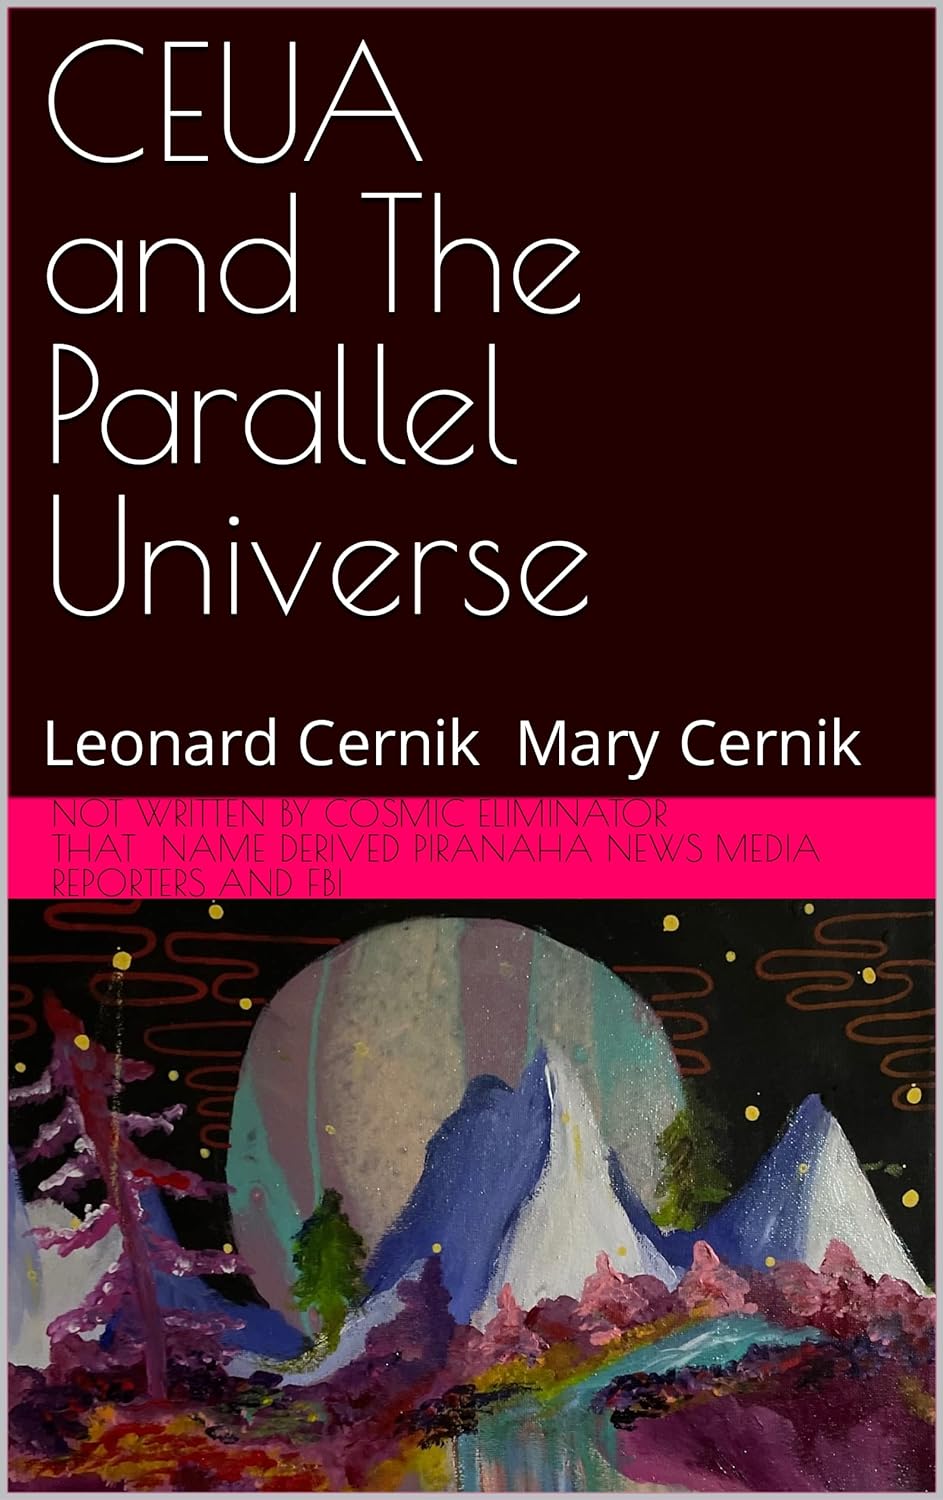 CEUA
and The
Parallel
Universe
Leonard Cernik Mary Cernik
NOT WRITTEN BY COSMIC ELIMINATOR
THAT NAME DERIVED PIRANAHA NEWS MEDIA
REPORTERS AND FBI